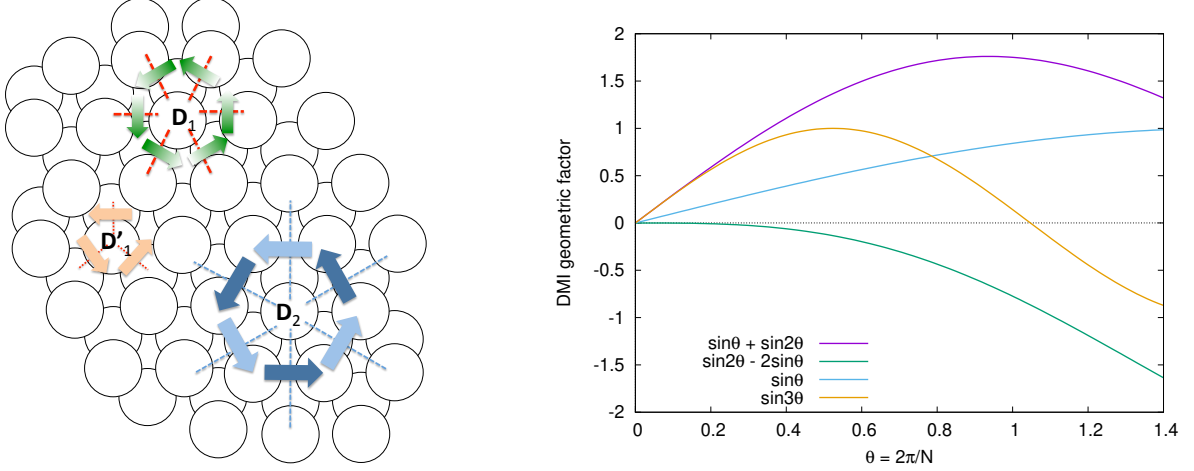 D₁
D'₁
D₂
DMI geometric factor
2
1.5
1
0.5
0
-0.5
-1
-1.5
-2
sinθ + sin2θ
sin2θ - 2sinθ
sinθ
sin3θ
0 0.2 0.4 0.6 0.8 1 1.2 1.4
θ = 2π/N